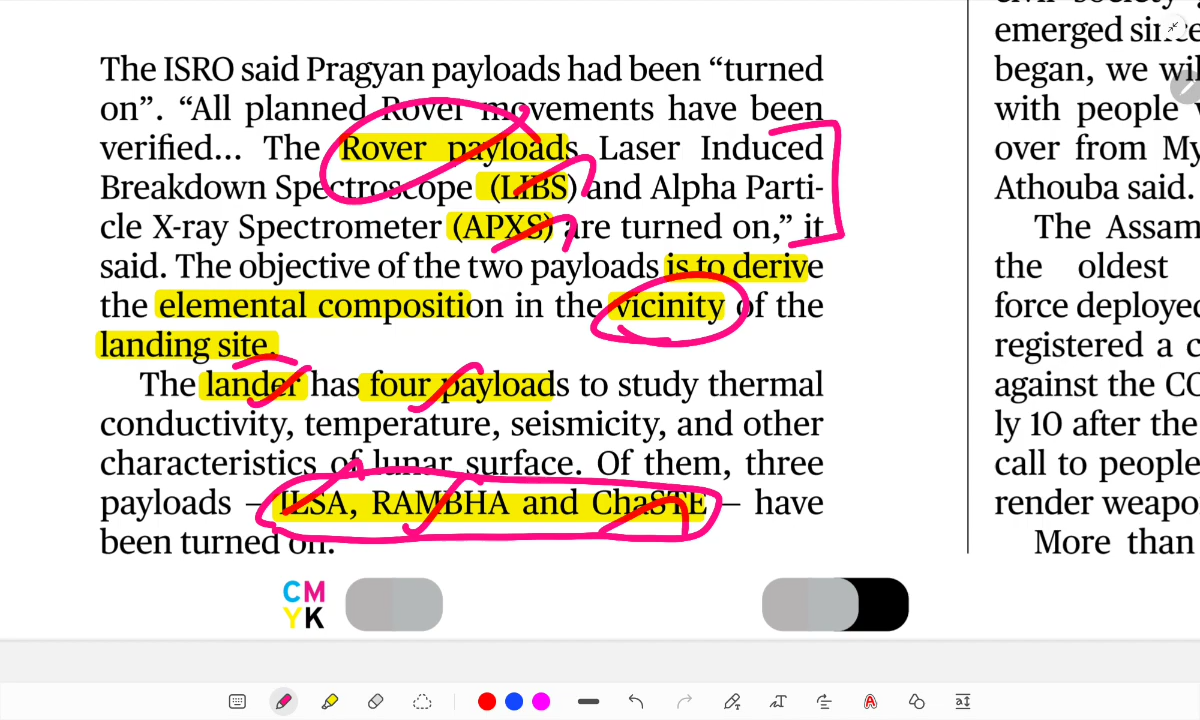 The ISRO said Pragyan payloads had been “turned
on”. “All planned Rover movements have been
verified... The Rover payloads Laser Induced
Breakdown Spectroscope (LIBS) and Alpha Parti-
cle X-ray Spectrometer (APXS) are turned on,” it
said. The objective of the two payloads is to derive
the elemental composition in the vicinity of the
landing site.
The lander has four payloads to study thermal
conductivity, temperature, seismicity, and other
characteristics of lunar surface. Of them, three
payloads – ILSA, RAMBHA and ChaSTE – have
been turned on.
CM
YK
emerged since
began, we
with people
over from
Athouba said.
The Assam
the oldest
force deployed
registered a
against the
ly 10 after the
call to people
render
More than